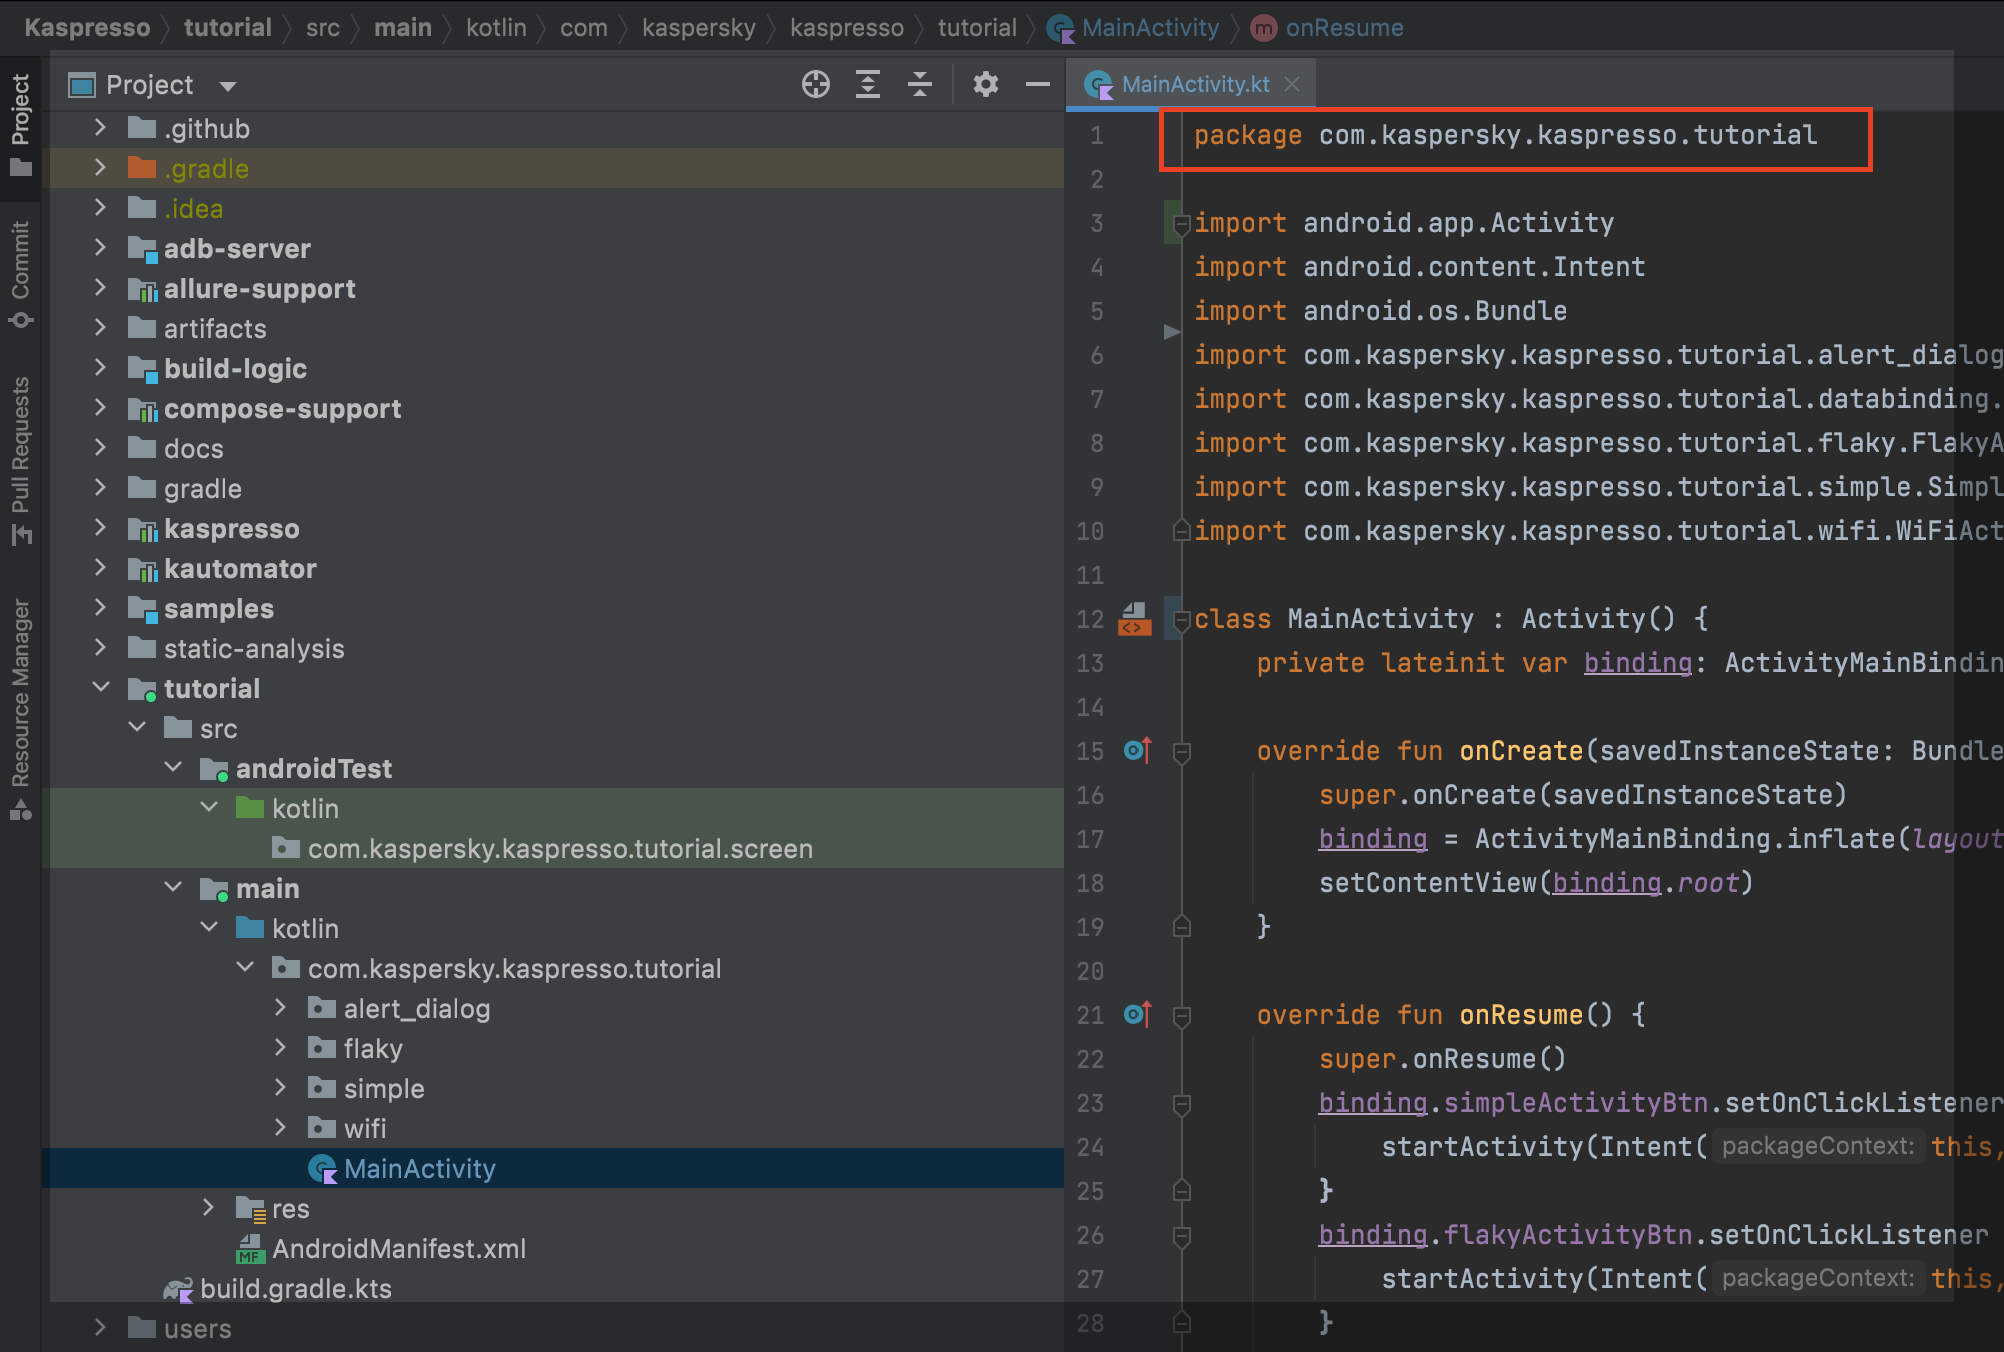 Kaspresso tutorial src main kotlin com kaspersky kaspresso tutorial MainActivity m onResume
Project
Commit
Pull Requests
Resource Manager
Project
.github
.gradle
.idea
adb-server
allure-support
artifacts
build-logic
compose-support
docs
gradle
kaspresso
kautomator
samples
static-analysis
tutorial
src
androidTest
kotlin
com.kaspersky.kaspresso.tutorial.screen
main
kotlin
com.kaspersky.kaspresso.tutorial
alert_dialog
flaky
simple
wifi
MainActivity
res
MF AndroidManifest.xml
build.gradle.kts
users
MainActivity.kt
1 package com.kaspersky.kaspresso.tutorial
2
3 import android.app.Activity
4 import android.content.Intent
5 import android.os.Bundle
6 import com.kaspersky.kaspresso.tutorial.alert_dialog
7 import com.kaspersky.kaspresso.tutorial.databinding.
8 import com.kaspersky.kaspresso.tutorial.flaky.FlakyA
9 import com.kaspersky.kaspresso.tutorial.simple.Simpl
10 import com.kaspersky.kaspresso.tutorial.wifi.WiFiAct
11
12 <> class MainActivity : Activity() {
13 private lateinit var binding: ActivityMainBindin
14
15 override fun onCreate(savedInstanceState: Bundle
16 super.onCreate(savedInstanceState)
17 binding = ActivityMainBinding.inflate(layout
18 setContentView(binding.root)
19 }
20
21 override fun onResume() {
22 super.onResume()
23 binding.simpleActivityBtn.setOnClickListener
24 startActivity(Intent( packageContext: this,
25 }
26 binding.flakyActivityBtn.setOnClickListener
27 startActivity(Intent( packageContext: this,
28 }